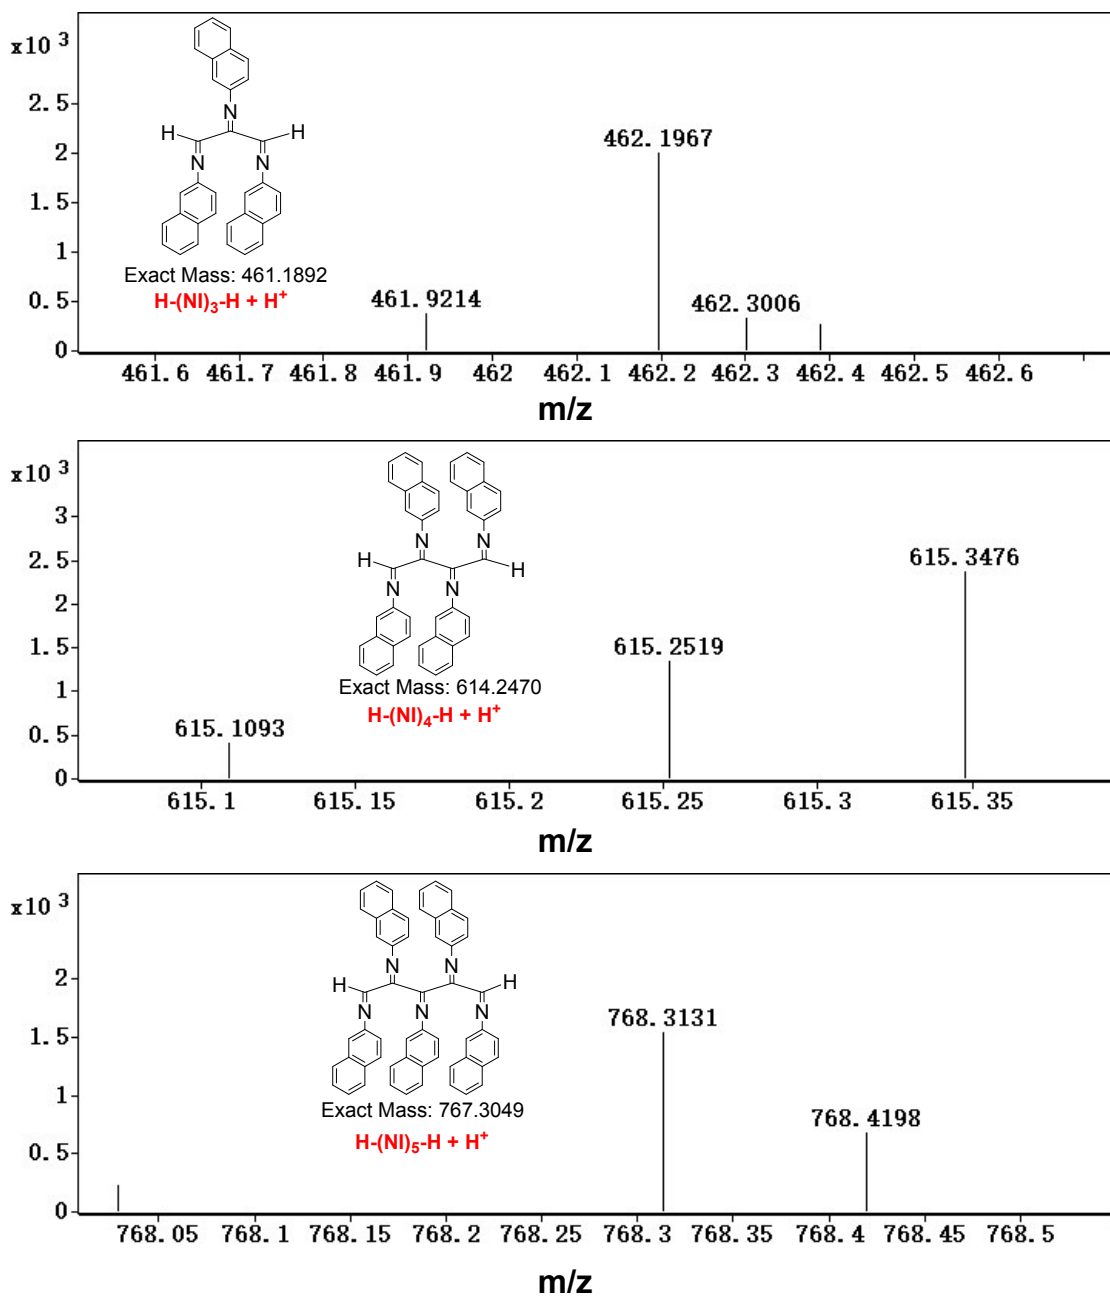 x10 3
2.5
2
1.5
1
0.5
0
N
H
H
N
N
Exact Mass: 461.1892
H-(NI)3-H + H+
462.1967
461.9214
462.3006
461.6 461.7 461.8 461.9 462 462.1 462.2 462.3 462.4 462.5 462.6
m/z
x10 3
3
2.5
2
1.5
1
0.5
0
N
N
H
H
N
N
Exact Mass: 614.2470
H-(NI)4-H + H+
615.3476
615.2519
615.1093
615.1 615.15 615.2 615.25 615.3 615.35
m/z
x10 3
2
1.5
1
0.5
0
N
N
H
H
N
N
N
Exact Mass: 767.3049
H-(NI)5-H + H+
768.3131
768.4198
768.05 768.1 768.15 768.2 768.25 768.3 768.35 768.4 768.45 768.5
m/z